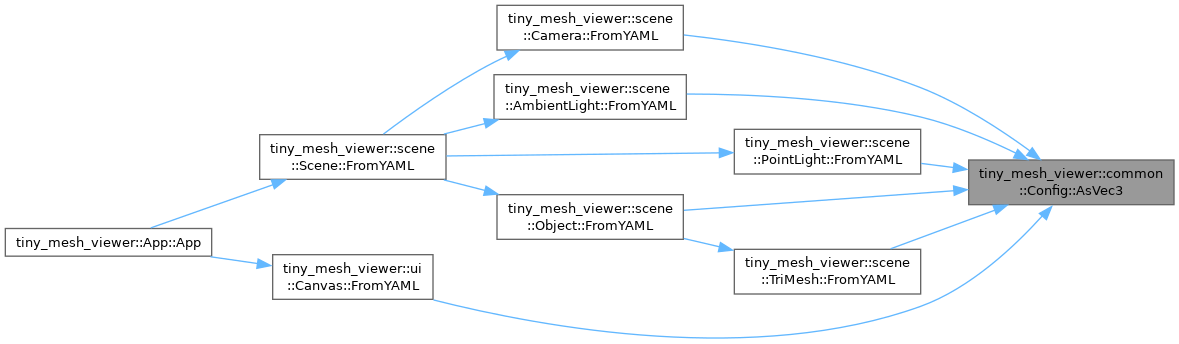 tiny_mesh_viewer::scene
::Camera::FromYAML
tiny_mesh_viewer::scene
::AmbientLight::FromYAML
tiny_mesh_viewer::scene
::Scene::FromYAML
tiny_mesh_viewer::scene
::PointLight::FromYAML
tiny_mesh_viewer::common
::Config::AsVec3
tiny_mesh_viewer::scene
::Object::FromYAML
tiny_mesh_viewer::App::App
tiny_mesh_viewer::ui
::Canvas::FromYAML
tiny_mesh_viewer::scene
::TriMesh::FromYAML